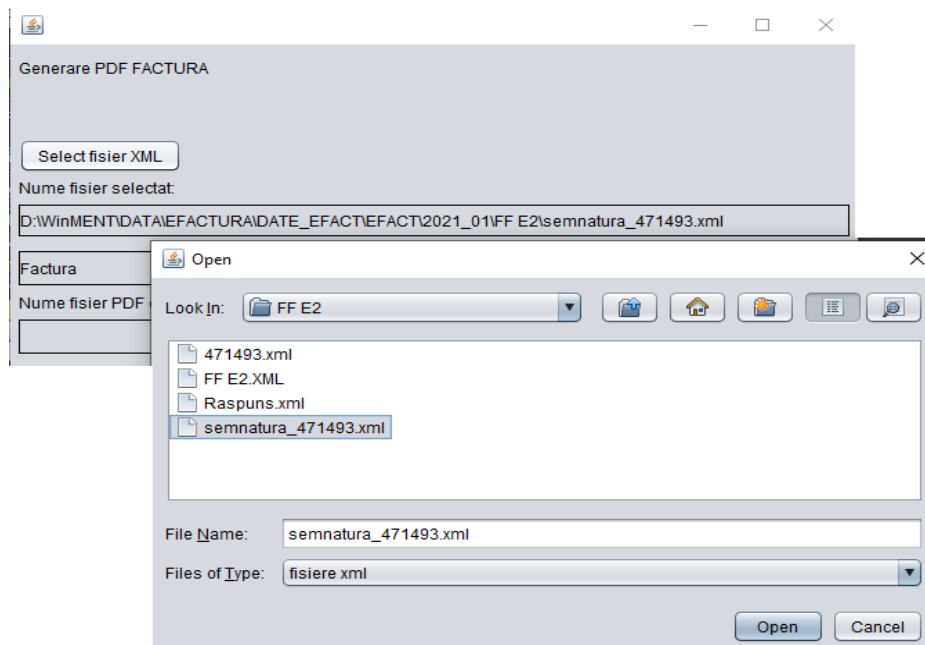 Generare PDF FACTURA
Select fisier XML
Nume fisier selectat:
D:\WinMENT\DATA\EFACTURA\DATE_EFACT\EFACT\2021_01\FF E2\semnatura_471493.xml
Factura
Nume fisier PDF
Open
Look In: FF E2
471493.xml
FF E2.XML
Raspuns.xml
semnatura_471493.xml
File Name: semnatura_471493.xml
Files of Type: fisiere xml
Open Cancel